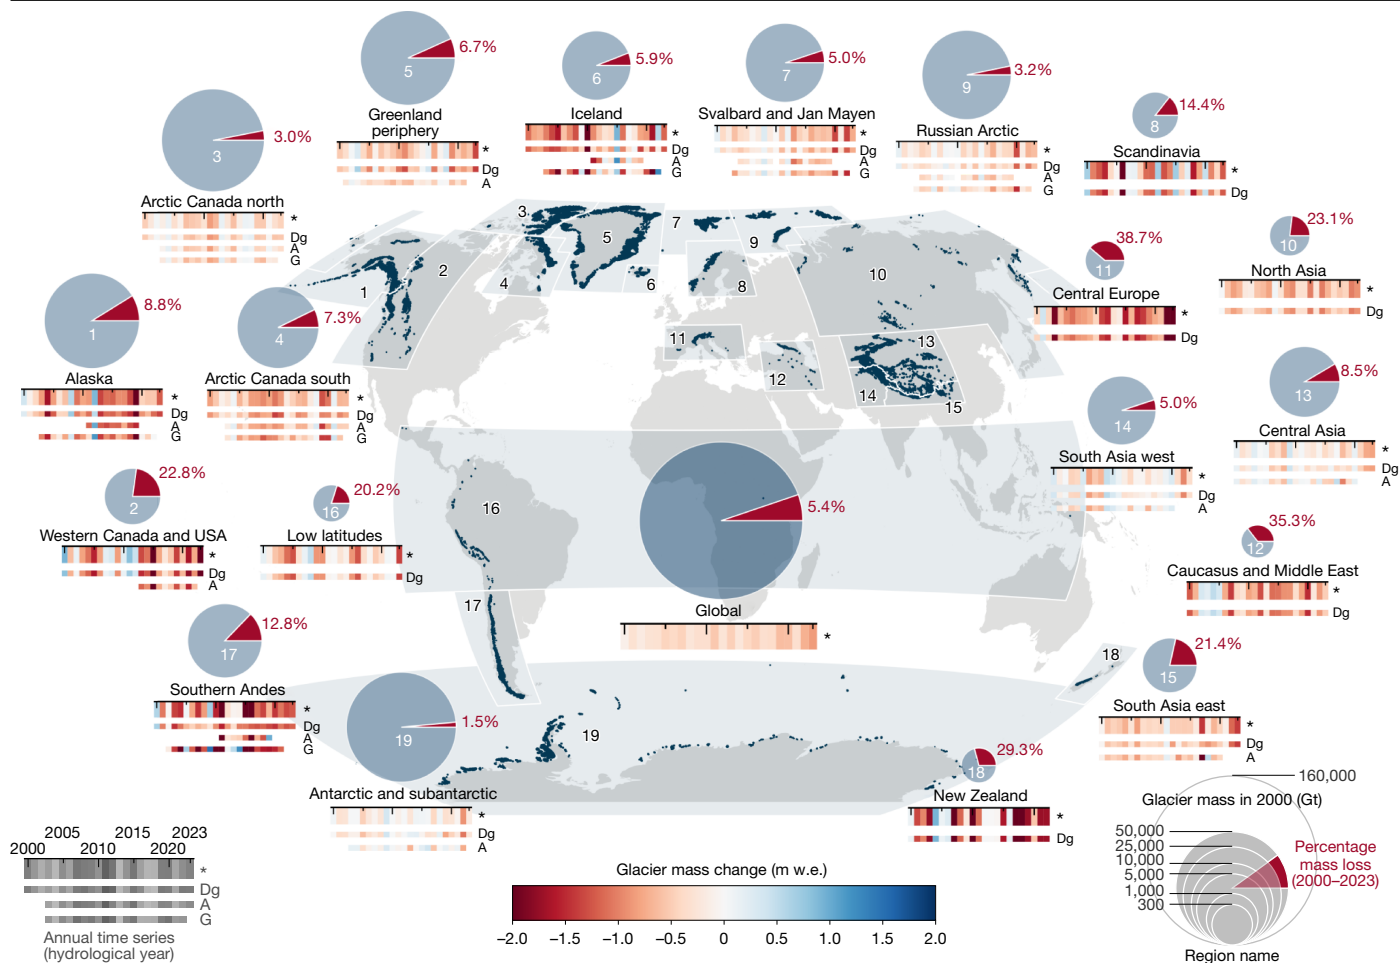 6.7%
5
Greenland
periphery
*
Dg
A
5.9%
6
Iceland
*
Dg
A
G
5.0%
7
Svalbard and Jan Mayen
*
Dg
A
G
3.2%
9
Russian Arctic
*
Dg
A
G
14.4%
8
Scandinavia
*
Dg
3.0%
3
Arctic Canada north
*
Dg
A
G
38.7%
11
Central Europe
*
Dg
23.1%
10
North Asia
*
Dg
8.8%
1
Alaska
*
Dg
A
G
7.3%
4
Arctic Canada south
*
Dg
A
G
5.0%
14
South Asia west
*
Dg
A
8.5%
13
Central Asia
*
Dg
A
22.8%
2
Western Canada and USA
*
Dg
A
20.2%
16
Low latitudes
*
Dg
5.4%
Global
*
35.3%
12
Caucasus and Middle East
*
Dg
12.8%
17
Southern Andes
*
Dg
A
G
1.5%
19
Antarctic and subantarctic
*
Dg
A
29.3%
18
New Zealand
*
Dg
21.4%
15
South Asia east
*
Dg
A
1
2
3
4
5
6
7
8
9
10
11
12
13
14
15
16
17
18
19
2005 2015 2023
2000 2010 2020
*
Dg
A
G
Annual time series
(hydrological year)
Glacier mass change (m w.e.)
–2.0 –1.5 –1.0 –0.5 0 0.5 1.0 1.5 2.0
160,000
Glacier mass in 2000 (Gt)
50,000
25,000
10,000
5,000
1,000
300
Percentage
mass loss
(2000–2023)
Region name